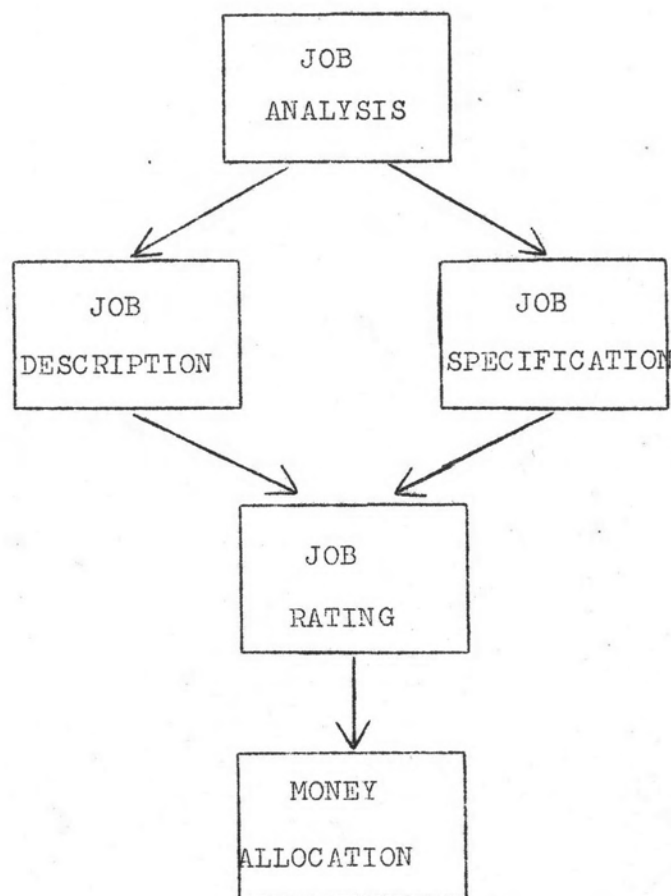 JOB
ANALYSIS
JOB
DESCRIPTION
JOB
SPECIFICATION
JOB
RATING
MONEY
ALLOCATION